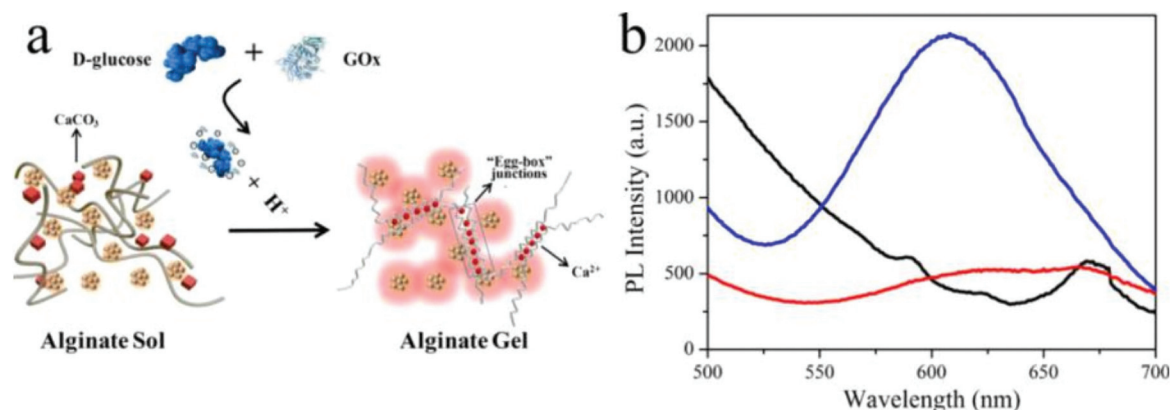 a
D-glucose + GOx
CaCO₃
"Egg-box"
junctions
Ca²⁺
Alginate Sol
Alginate Gel
b
PL Intensity (a.u.)
2000
1500
1000
500
0
500 550 600 650 700
Wavelength (nm)